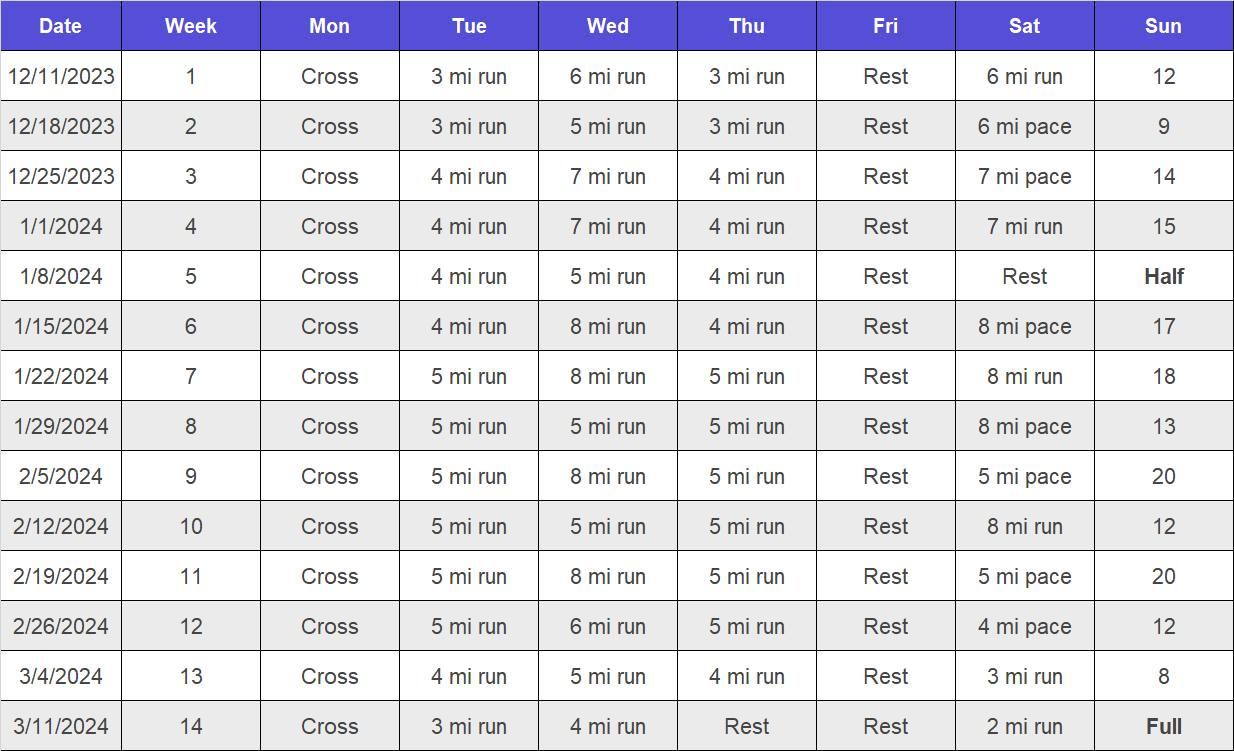 Date Week Mon Tue Wed Thu Fri Sat Sun
12/11/2023 1 Cross 3 mi run 6 mi run 3 mi run Rest 6 mi run 12
12/18/2023 2 Cross 3 mi run 5 mi run 3 mi run Rest 6 mi pace 9
12/25/2023 3 Cross 4 mi run 7 mi run 4 mi run Rest 7 mi pace 14
1/1/2024 4 Cross 4 mi run 7 mi run 4 mi run Rest 7 mi run 15
1/8/2024 5 Cross 4 mi run 5 mi run 4 mi run Rest Rest Half
1/15/2024 6 Cross 4 mi run 8 mi run 4 mi run Rest 8 mi pace 17
1/22/2024 7 Cross 5 mi run 8 mi run 5 mi run Rest 8 mi run 18
1/29/2024 8 Cross 5 mi run 5 mi run 5 mi run Rest 8 mi pace 13
2/5/2024 9 Cross 5 mi run 8 mi run 5 mi run Rest 5 mi pace 20
2/12/2024 10 Cross 5 mi run 5 mi run 5 mi run Rest 8 mi run 12
2/19/2024 11 Cross 5 mi run 8 mi run 5 mi run Rest 5 mi pace 20
2/26/2024 12 Cross 5 mi run 6 mi run 5 mi run Rest 4 mi pace 12
3/4/2024 13 Cross 4 mi run 5 mi run 4 mi run Rest 3 mi run 8
3/11/2024 14 Cross 3 mi run 4 mi run Rest Rest 2 mi run Full